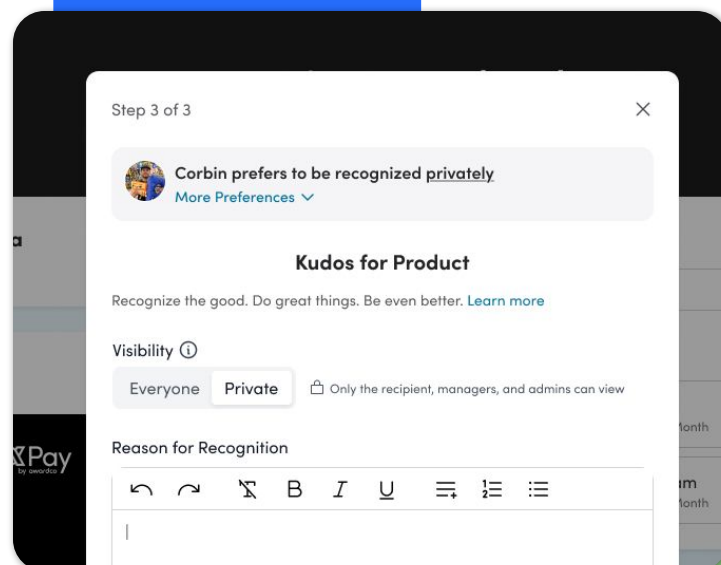 Step 3 of 3
Corbin prefers to be recognized privately
More Preferences
Kudos for Product
Recognize the good. Do great things. Be even better. Learn more
Visibility
Everyone Private Only the recipient, managers, and admins can view
Reason for Recognition
Pay
by awardco
B I U
a
Month
am
Month